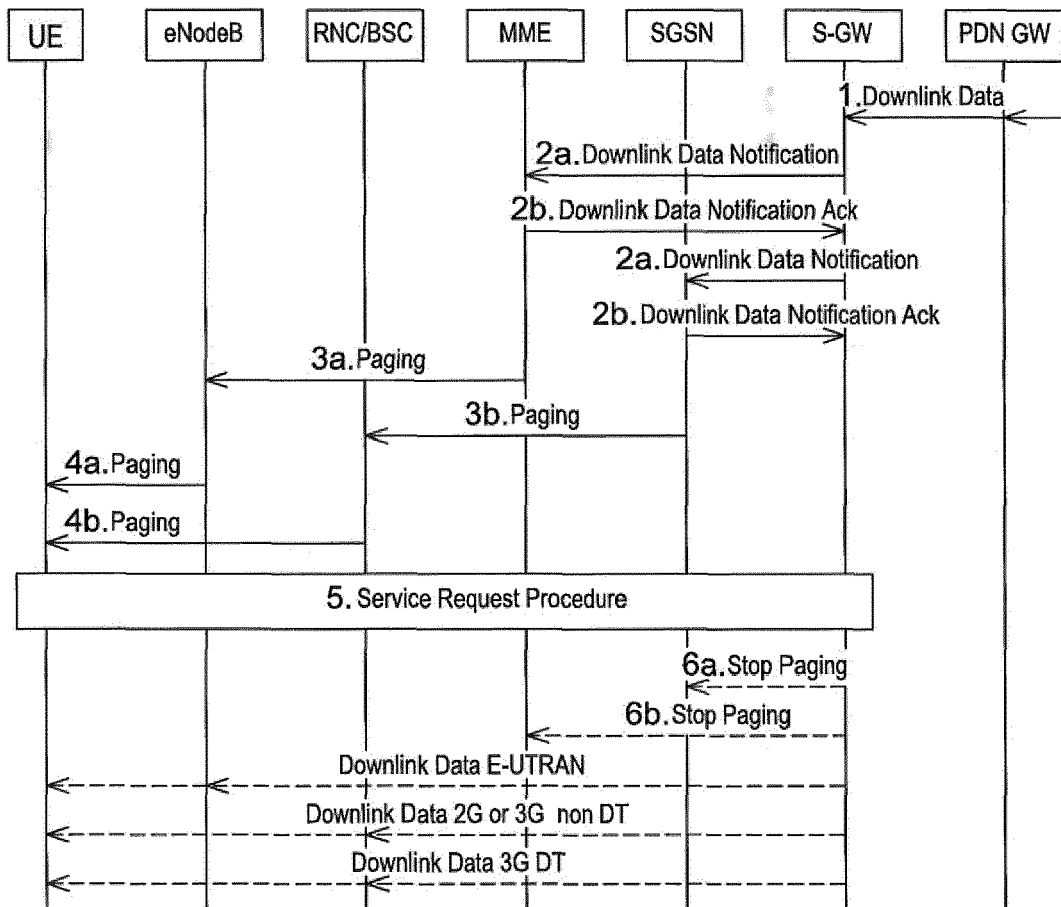 UE eNodeB RNC/BSC MME SGSN S-GW PDN GW
1.Downlink Data
2a.Downlink Data Notification
2b.Downlink Data Notification Ack
2a.Downlink Data Notification
2b.Downlink Data Notification Ack
3a.Paging
3b.Paging
4a.Paging
4b.Paging
5. Service Request Procedure
6a.Stop Paging
6b.Stop Paging
Downlink Data E-UTRAN
Downlink Data 2G or 3G non DT
Downlink Data 3G DT